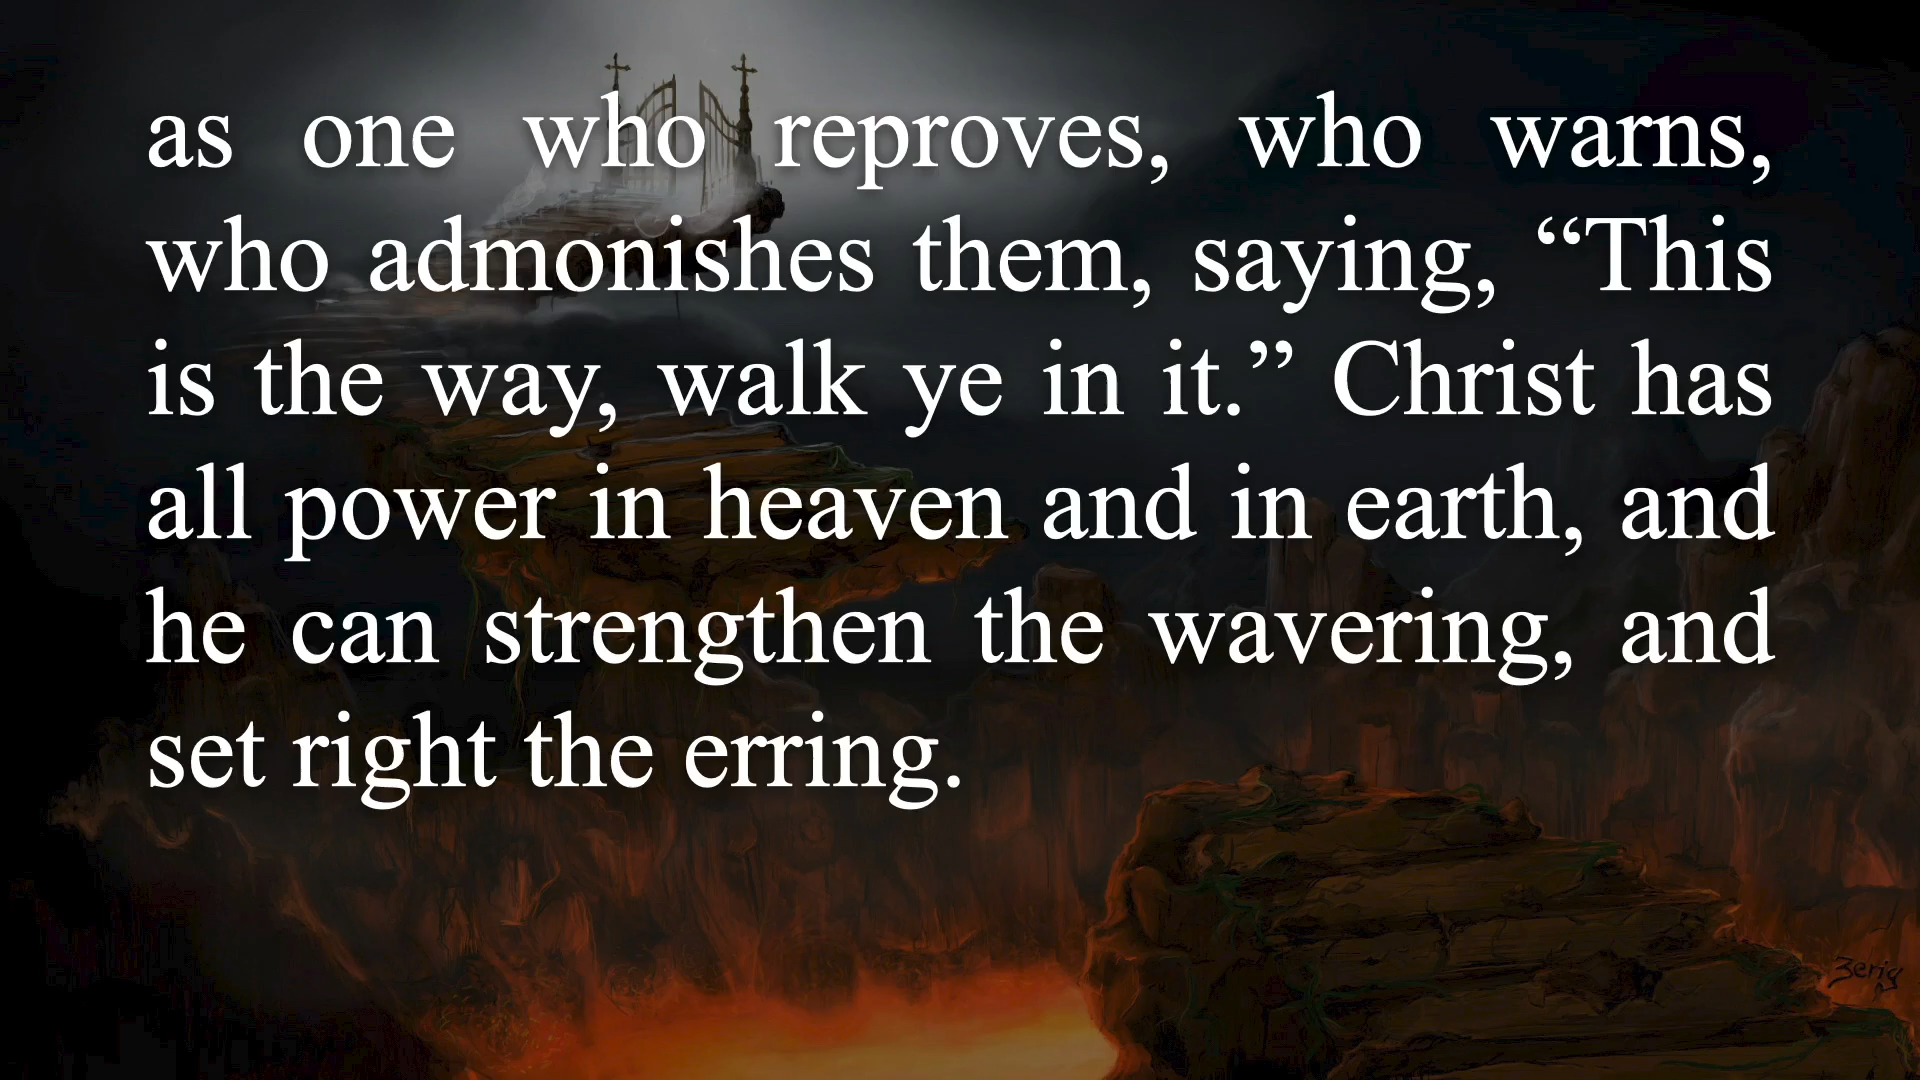 as one who reproves, who warns,
who admonishes them, saying, “This
is the way, walk ye in it.” Christ has
all power in heaven and in earth, and
he can strengthen the wavering, and
set right the erring.
Zerig